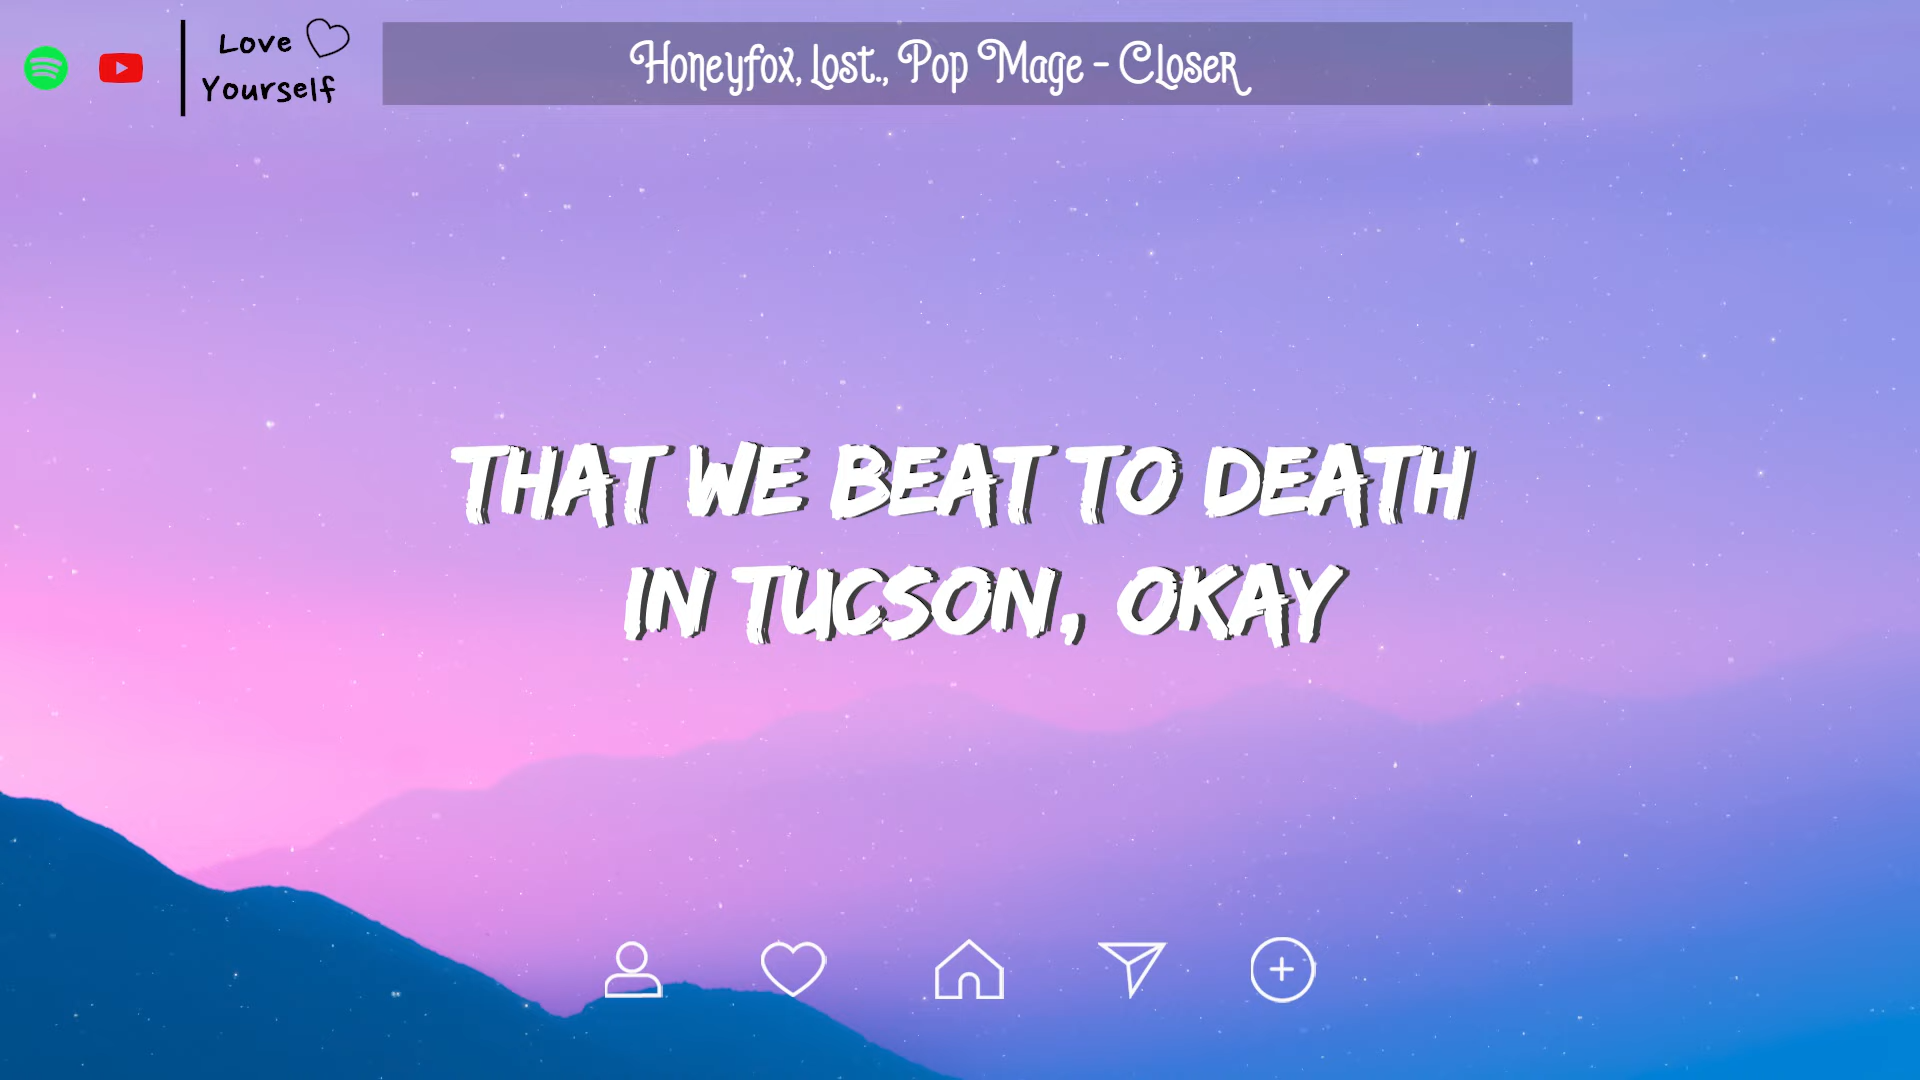 Love
Yourself
Honeyfox, Lost., Pop Mage - Closer
THAT WE BEAT TO DEATH
IN TUCSON, OKAY